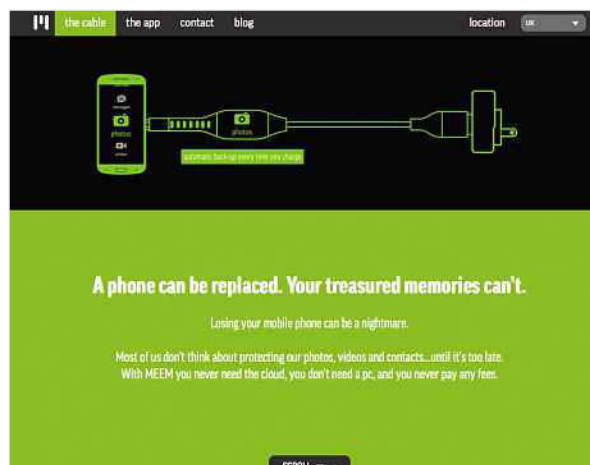 the cable the app contact blog location UK
messages
photos
photos
automatic back-up every time you charge
A phone can be replaced. Your treasured memories can't.
Losing your mobile phone can be a nightmare.
Most of us don't think about protecting our photos, videos and contacts...until it's too late.
With MEEM you never need the cloud, you don't need a pc, and you never pay any fees.
SCROLL